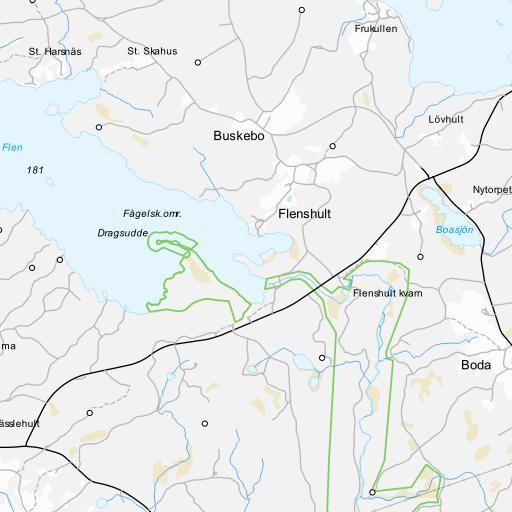 Frukullen
St. Harsnäs
St. Skahus
Lövhult
Buskebo
Flen
181
Nytorpet
Fågelsk.omr.
Flenshult
Dragsudde
Boasjön
Flenshult kvarn
Boda